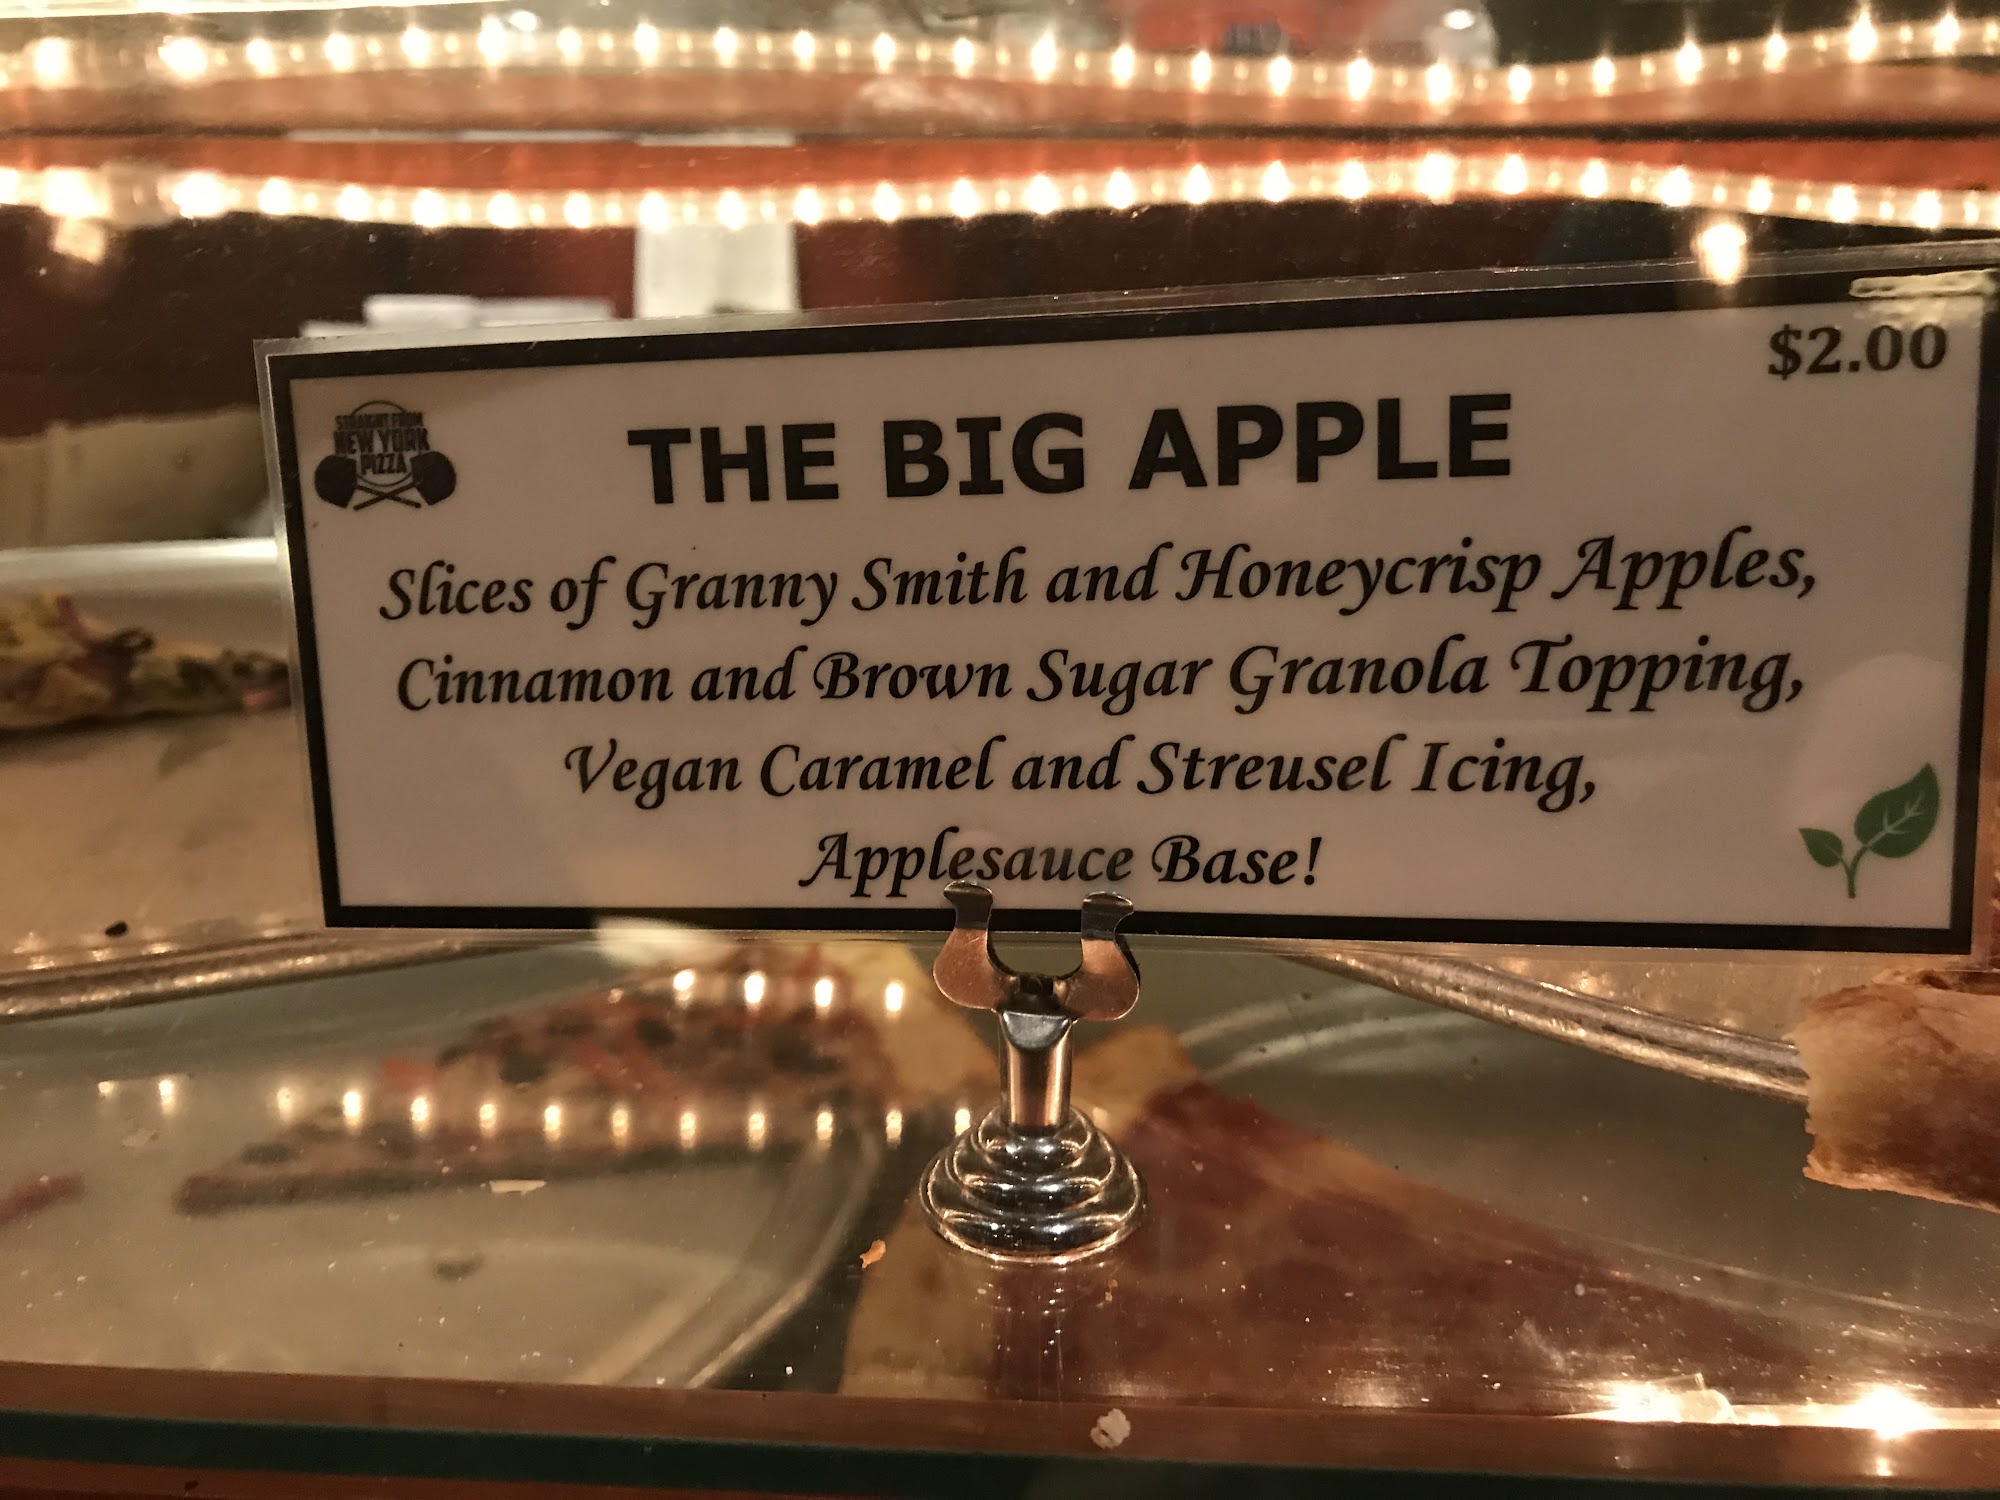 $2.00
STRAIGHT FROM
NEW YORK
PIZZA
THE BIG APPLE
Slices of Granny Smith and Honeycrisp Apples,
Cinnamon and Brown Sugar Granola Topping,
Vegan Caramel and Streusel Icing,
Applesauce Base!